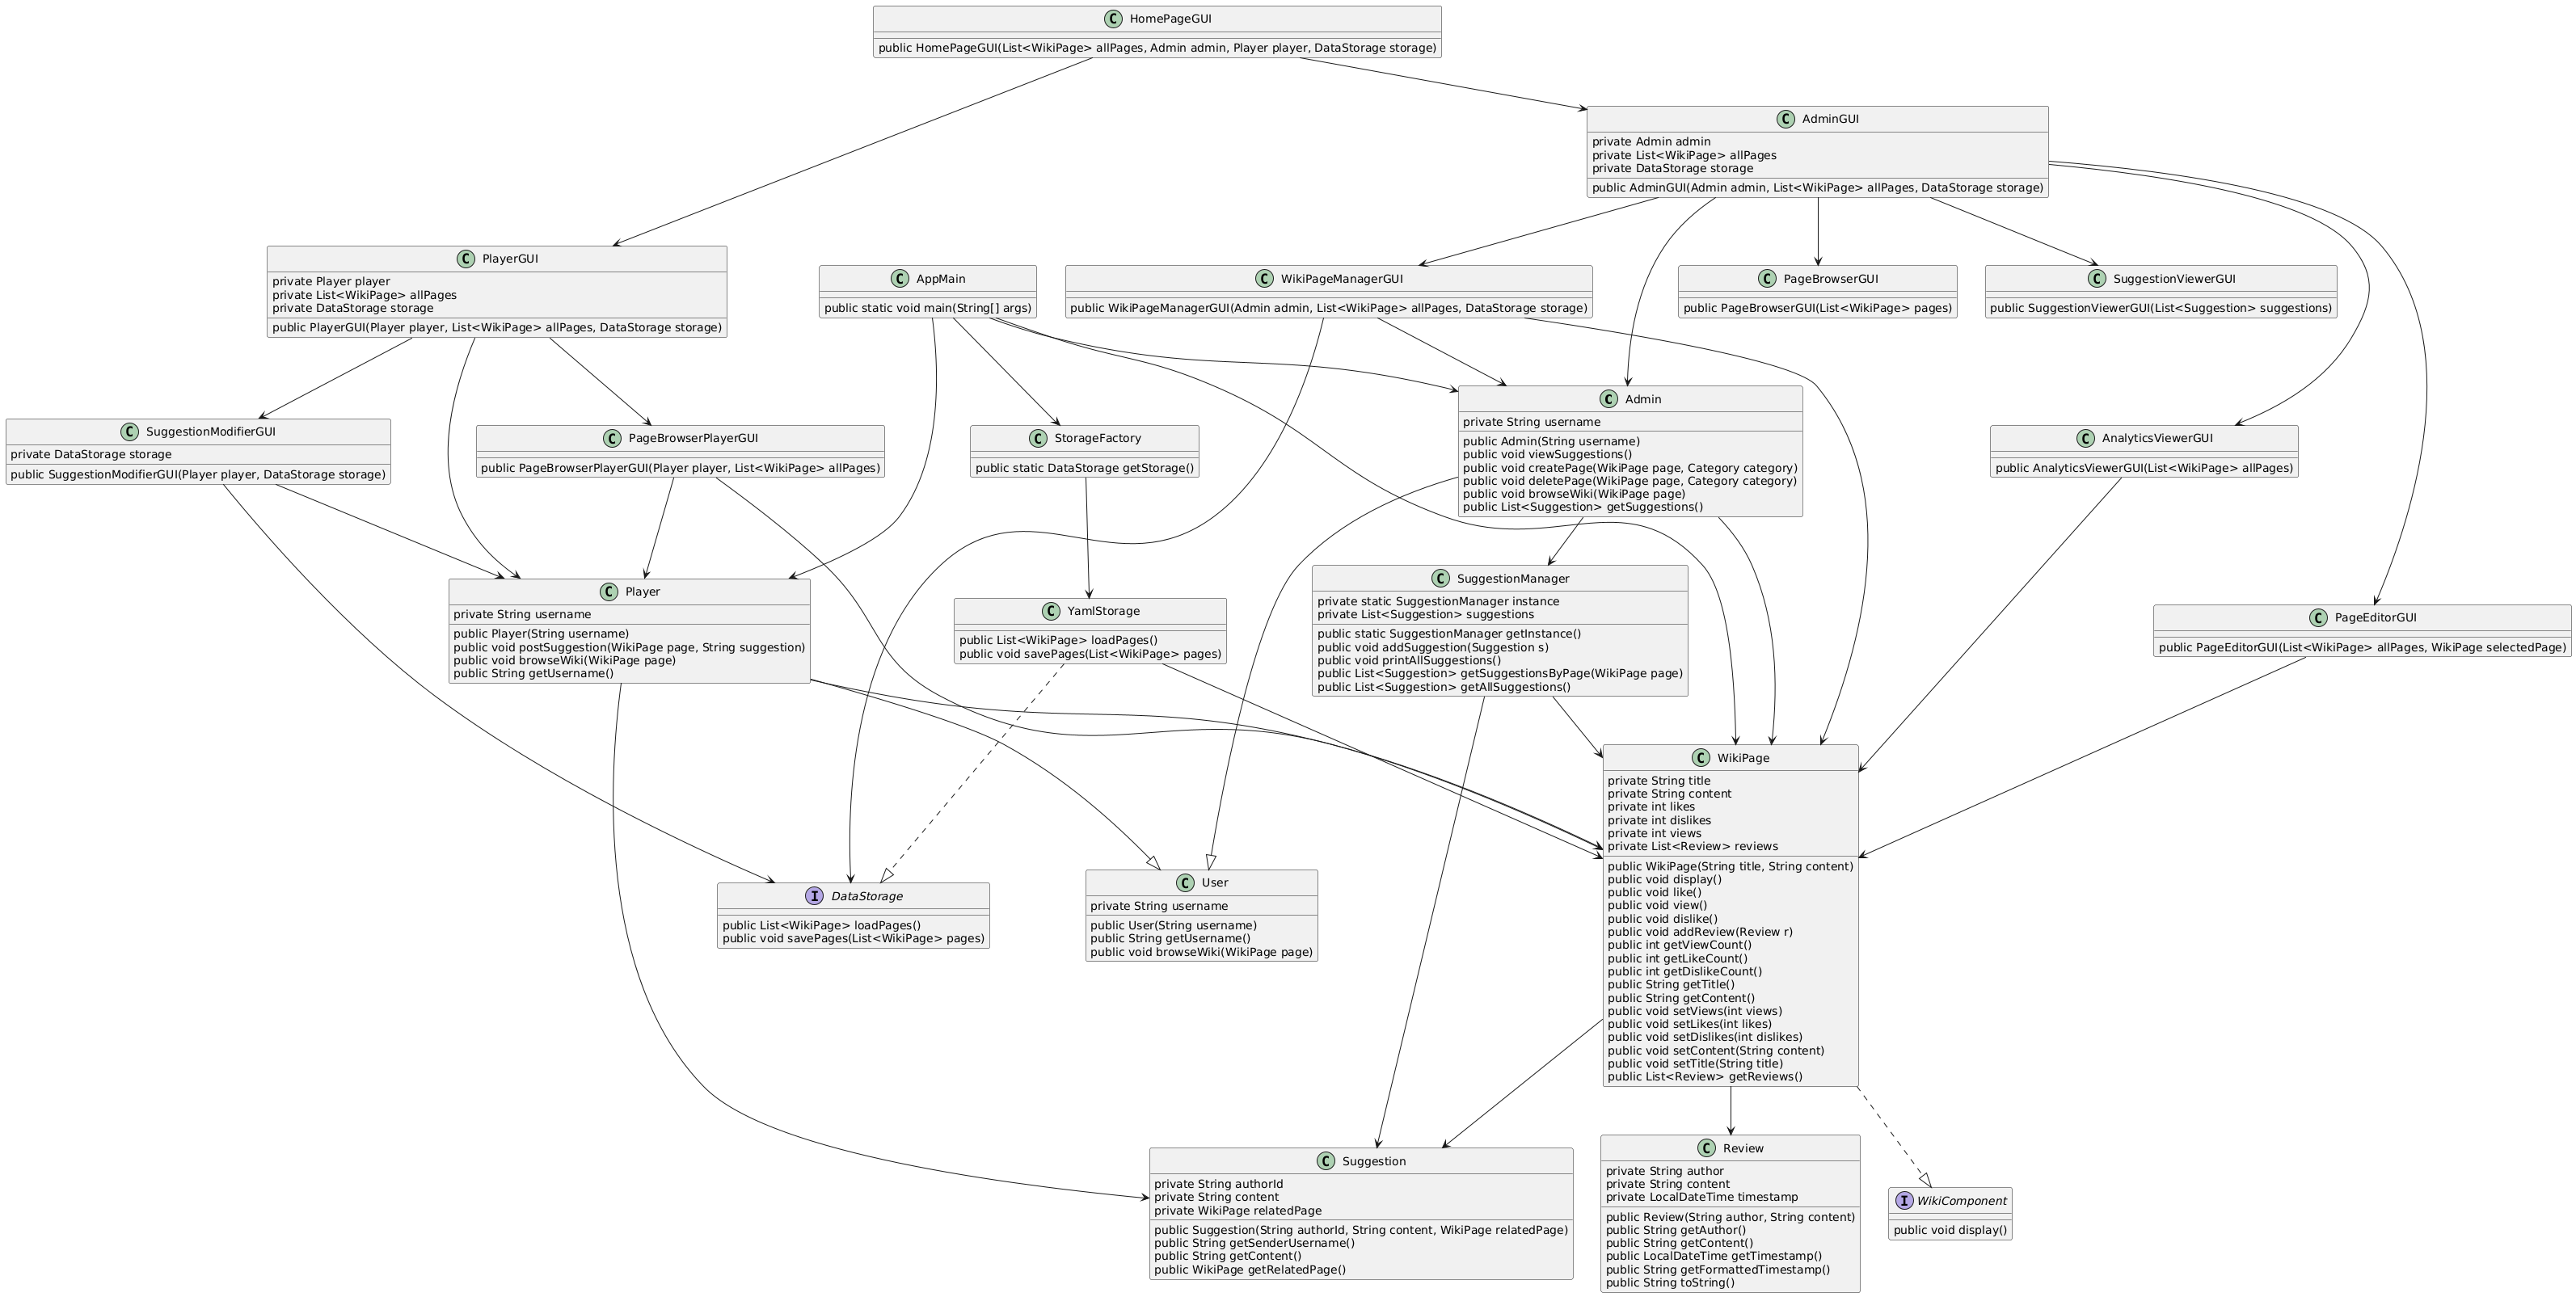 C HomePageGUI
public HomePageGUI(List<WikiPage> allPages, Admin admin, Player player, DataStorage storage)
C AdminGUI
private Admin admin
private List<WikiPage> allPages
private DataStorage storage
public AdminGUI(Admin admin, List<WikiPage> allPages, DataStorage storage)
C PlayerGUI
private Player player
private List<WikiPage> allPages
private DataStorage storage
public PlayerGUI(Player player, List<WikiPage> allPages, DataStorage storage)
C AppMain
public static void main(String[] args)
C WikiPageManagerGUI
public WikiPageManagerGUI(Admin admin, List<WikiPage> allPages, DataStorage storage)
C PageBrowserGUI
public PageBrowserGUI(List<WikiPage> pages)
C SuggestionViewerGUI
public SuggestionViewerGUI(List<Suggestion> suggestions)
C SuggestionModifierGUI
private DataStorage storage
public SuggestionModifierGUI(Player player, DataStorage storage)
C PageBrowserPlayerGUI
public PageBrowserPlayerGUI(Player player, List<WikiPage> allPages)
C StorageFactory
public static DataStorage getStorage()
C Admin
private String username
public Admin(String username)
public void viewSuggestions()
public void createPage(WikiPage page, Category category)
public void deletePage(WikiPage page, Category category)
public void browseWiki(WikiPage page)
public List<Suggestion> getSuggestions()
C AnalyticsViewerGUI
public AnalyticsViewerGUI(List<WikiPage> allPages)
C Player
private String username
public Player(String username)
public void postSuggestion(WikiPage page, String suggestion)
public void browseWiki(WikiPage page)
public String getUsername()
C YamlStorage
public List<WikiPage> loadPages()
public void savePages(List<WikiPage> pages)
C SuggestionManager
private static SuggestionManager instance
private List<Suggestion> suggestions
public static SuggestionManager getInstance()
public void addSuggestion(Suggestion s)
public void printAllSuggestions()
public List<Suggestion> getSuggestionsByPage(WikiPage page)
public List<Suggestion> getAllSuggestions()
C PageEditorGUI
public PageEditorGUI(List<WikiPage> allPages, WikiPage selectedPage)
C WikiPage
private String title
private String content
private int likes
private int dislikes
private int views
private List<Review> reviews
public WikiPage(String title, String content)
public void display()
public void like()
public void view()
public void dislike()
public void addReview(Review r)
public int getViewCount()
public int getLikeCount()
public int getDislikeCount()
public String getTitle()
public String getContent()
public void setViews(int views)
public void setLikes(int likes)
public void setDislikes(int dislikes)
public void setContent(String content)
public void setTitle(String title)
public List<Review> getReviews()
I DataStorage
public List<WikiPage> loadPages()
public void savePages(List<WikiPage> pages)
C User
private String username
public User(String username)
public String getUsername()
public void browseWiki(WikiPage page)
C Suggestion
private String authorId
private String content
private WikiPage relatedPage
public Suggestion(String authorId, String content, WikiPage relatedPage)
public String getSenderUsername()
public String getContent()
public WikiPage getRelatedPage()
C Review
private String author
private String content
private LocalDateTime timestamp
public Review(String author, String content)
public String getAuthor()
public String getContent()
public LocalDateTime getTimestamp()
public String getFormattedTimestamp()
public String toString()
I WikiComponent
public void display()